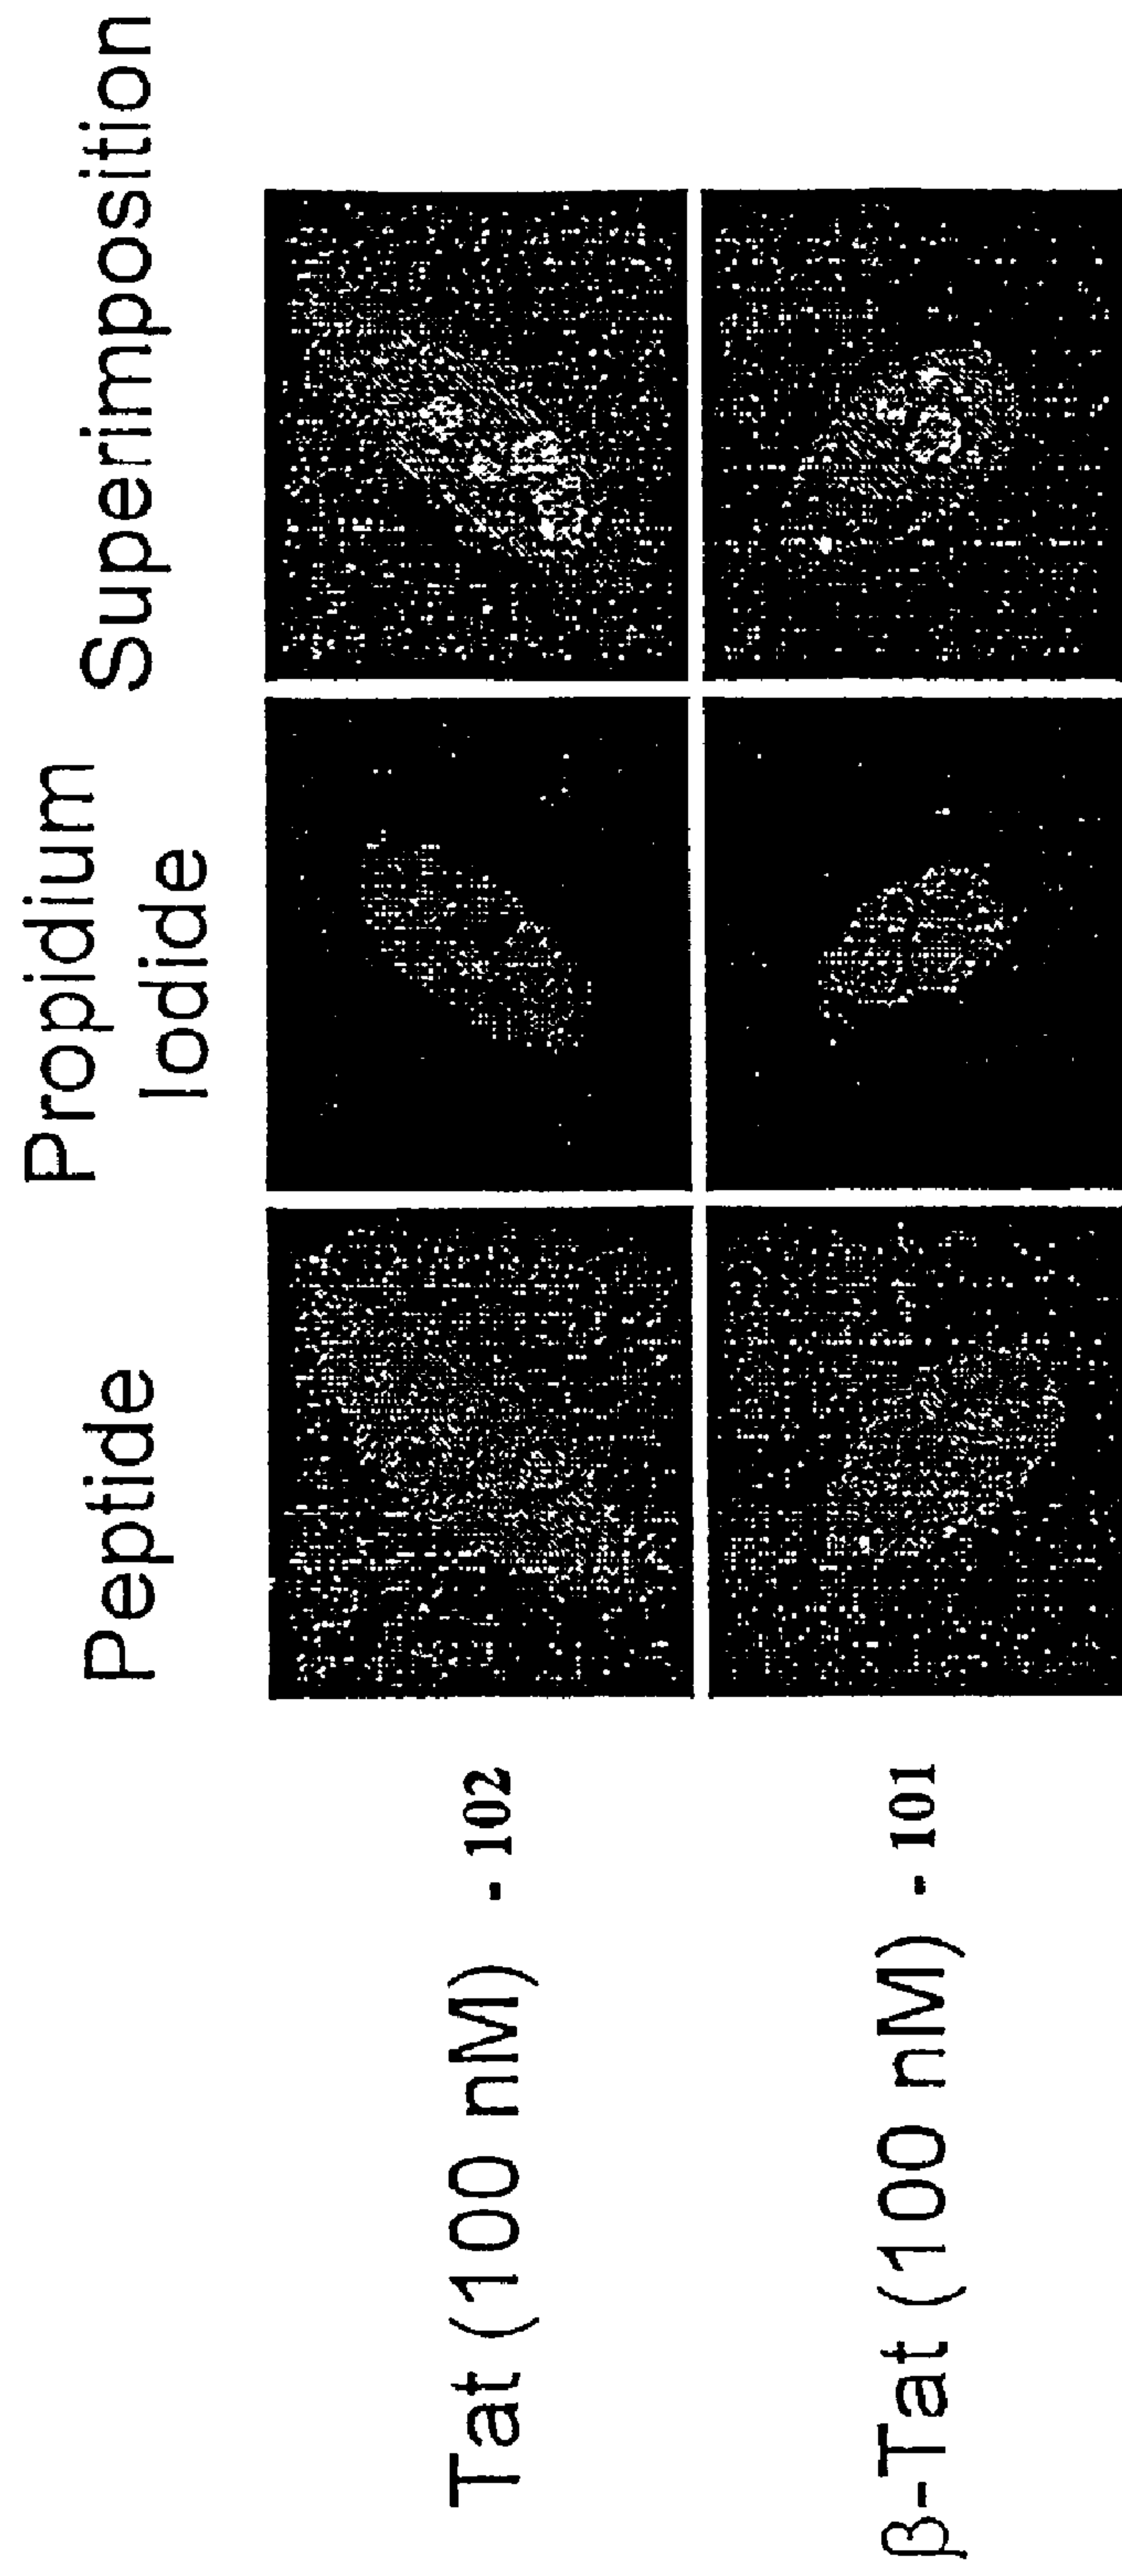 Peptide
Propidium
Iodide
Superimposition
Tat (100 nM) - 102
β-Tat (100 nM) - 101